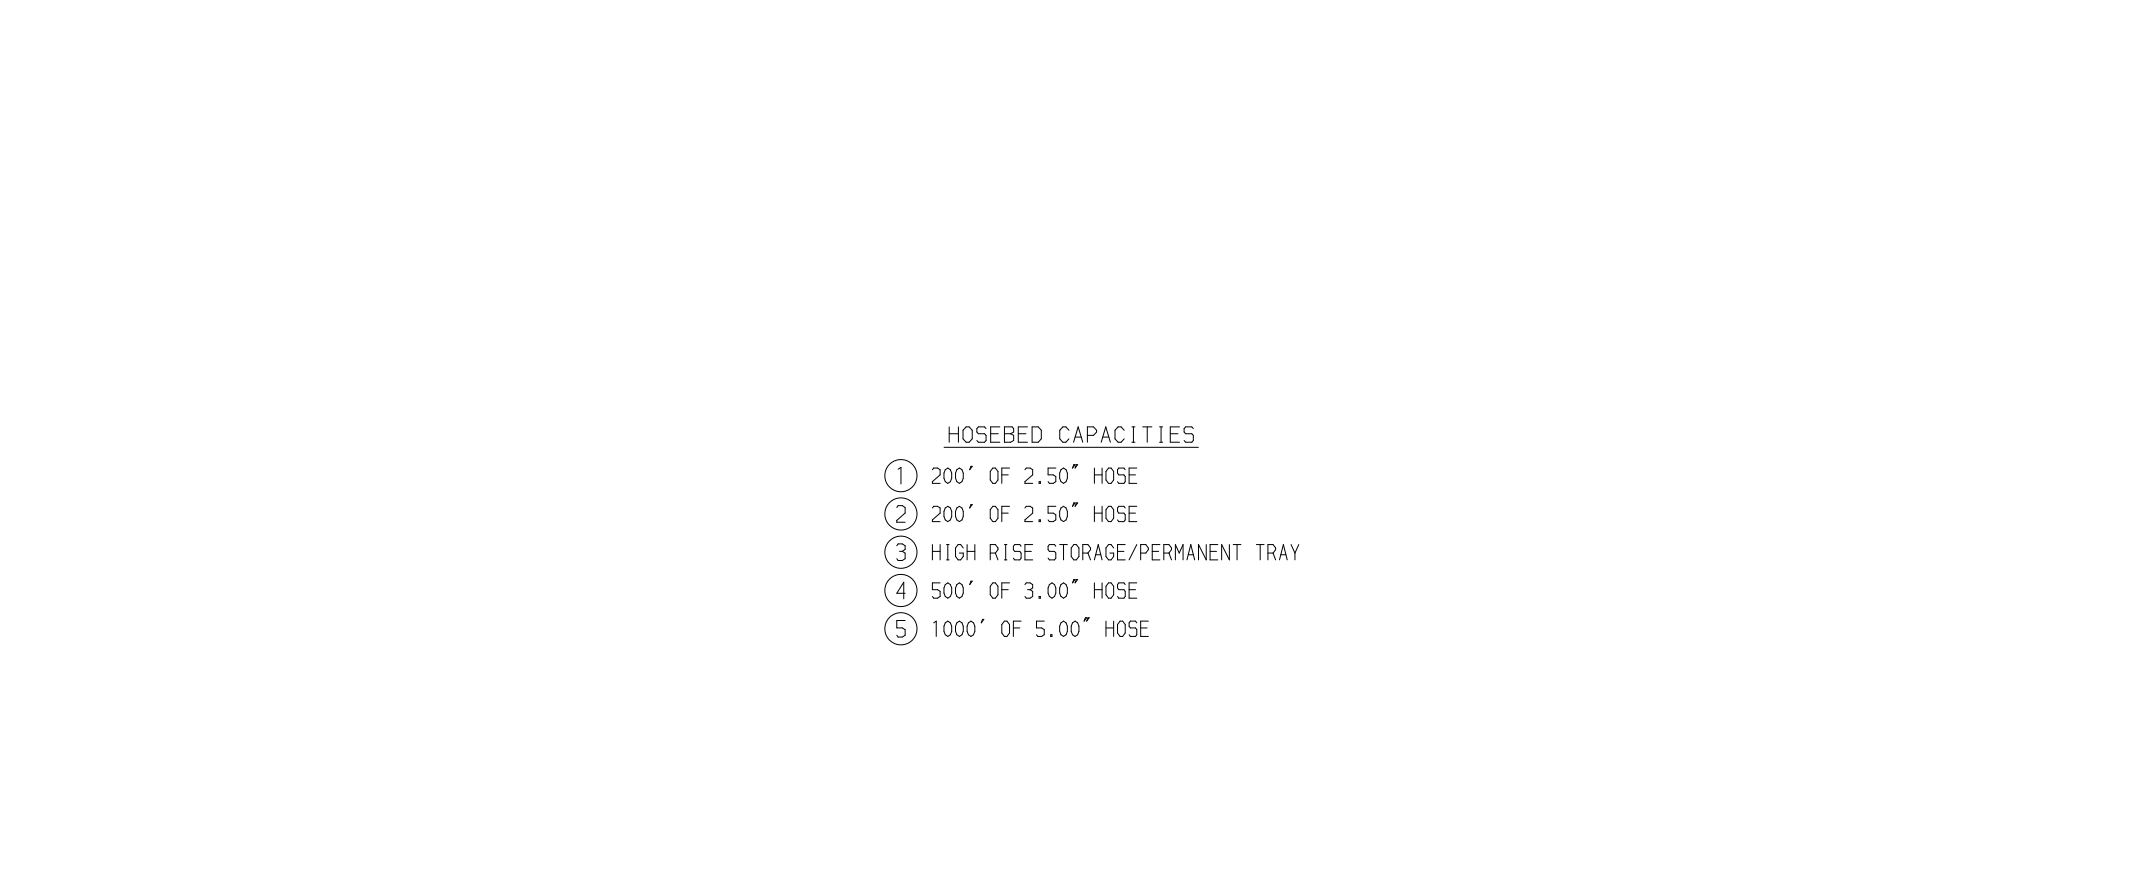 HOSEBED CAPACITIES
1 200' OF 2.50" HOSE
2 200' OF 2.50" HOSE
3 HIGH RISE STORAGE/PERMANENT TRAY
4 500' OF 3.00" HOSE
5 1000' OF 5.00" HOSE